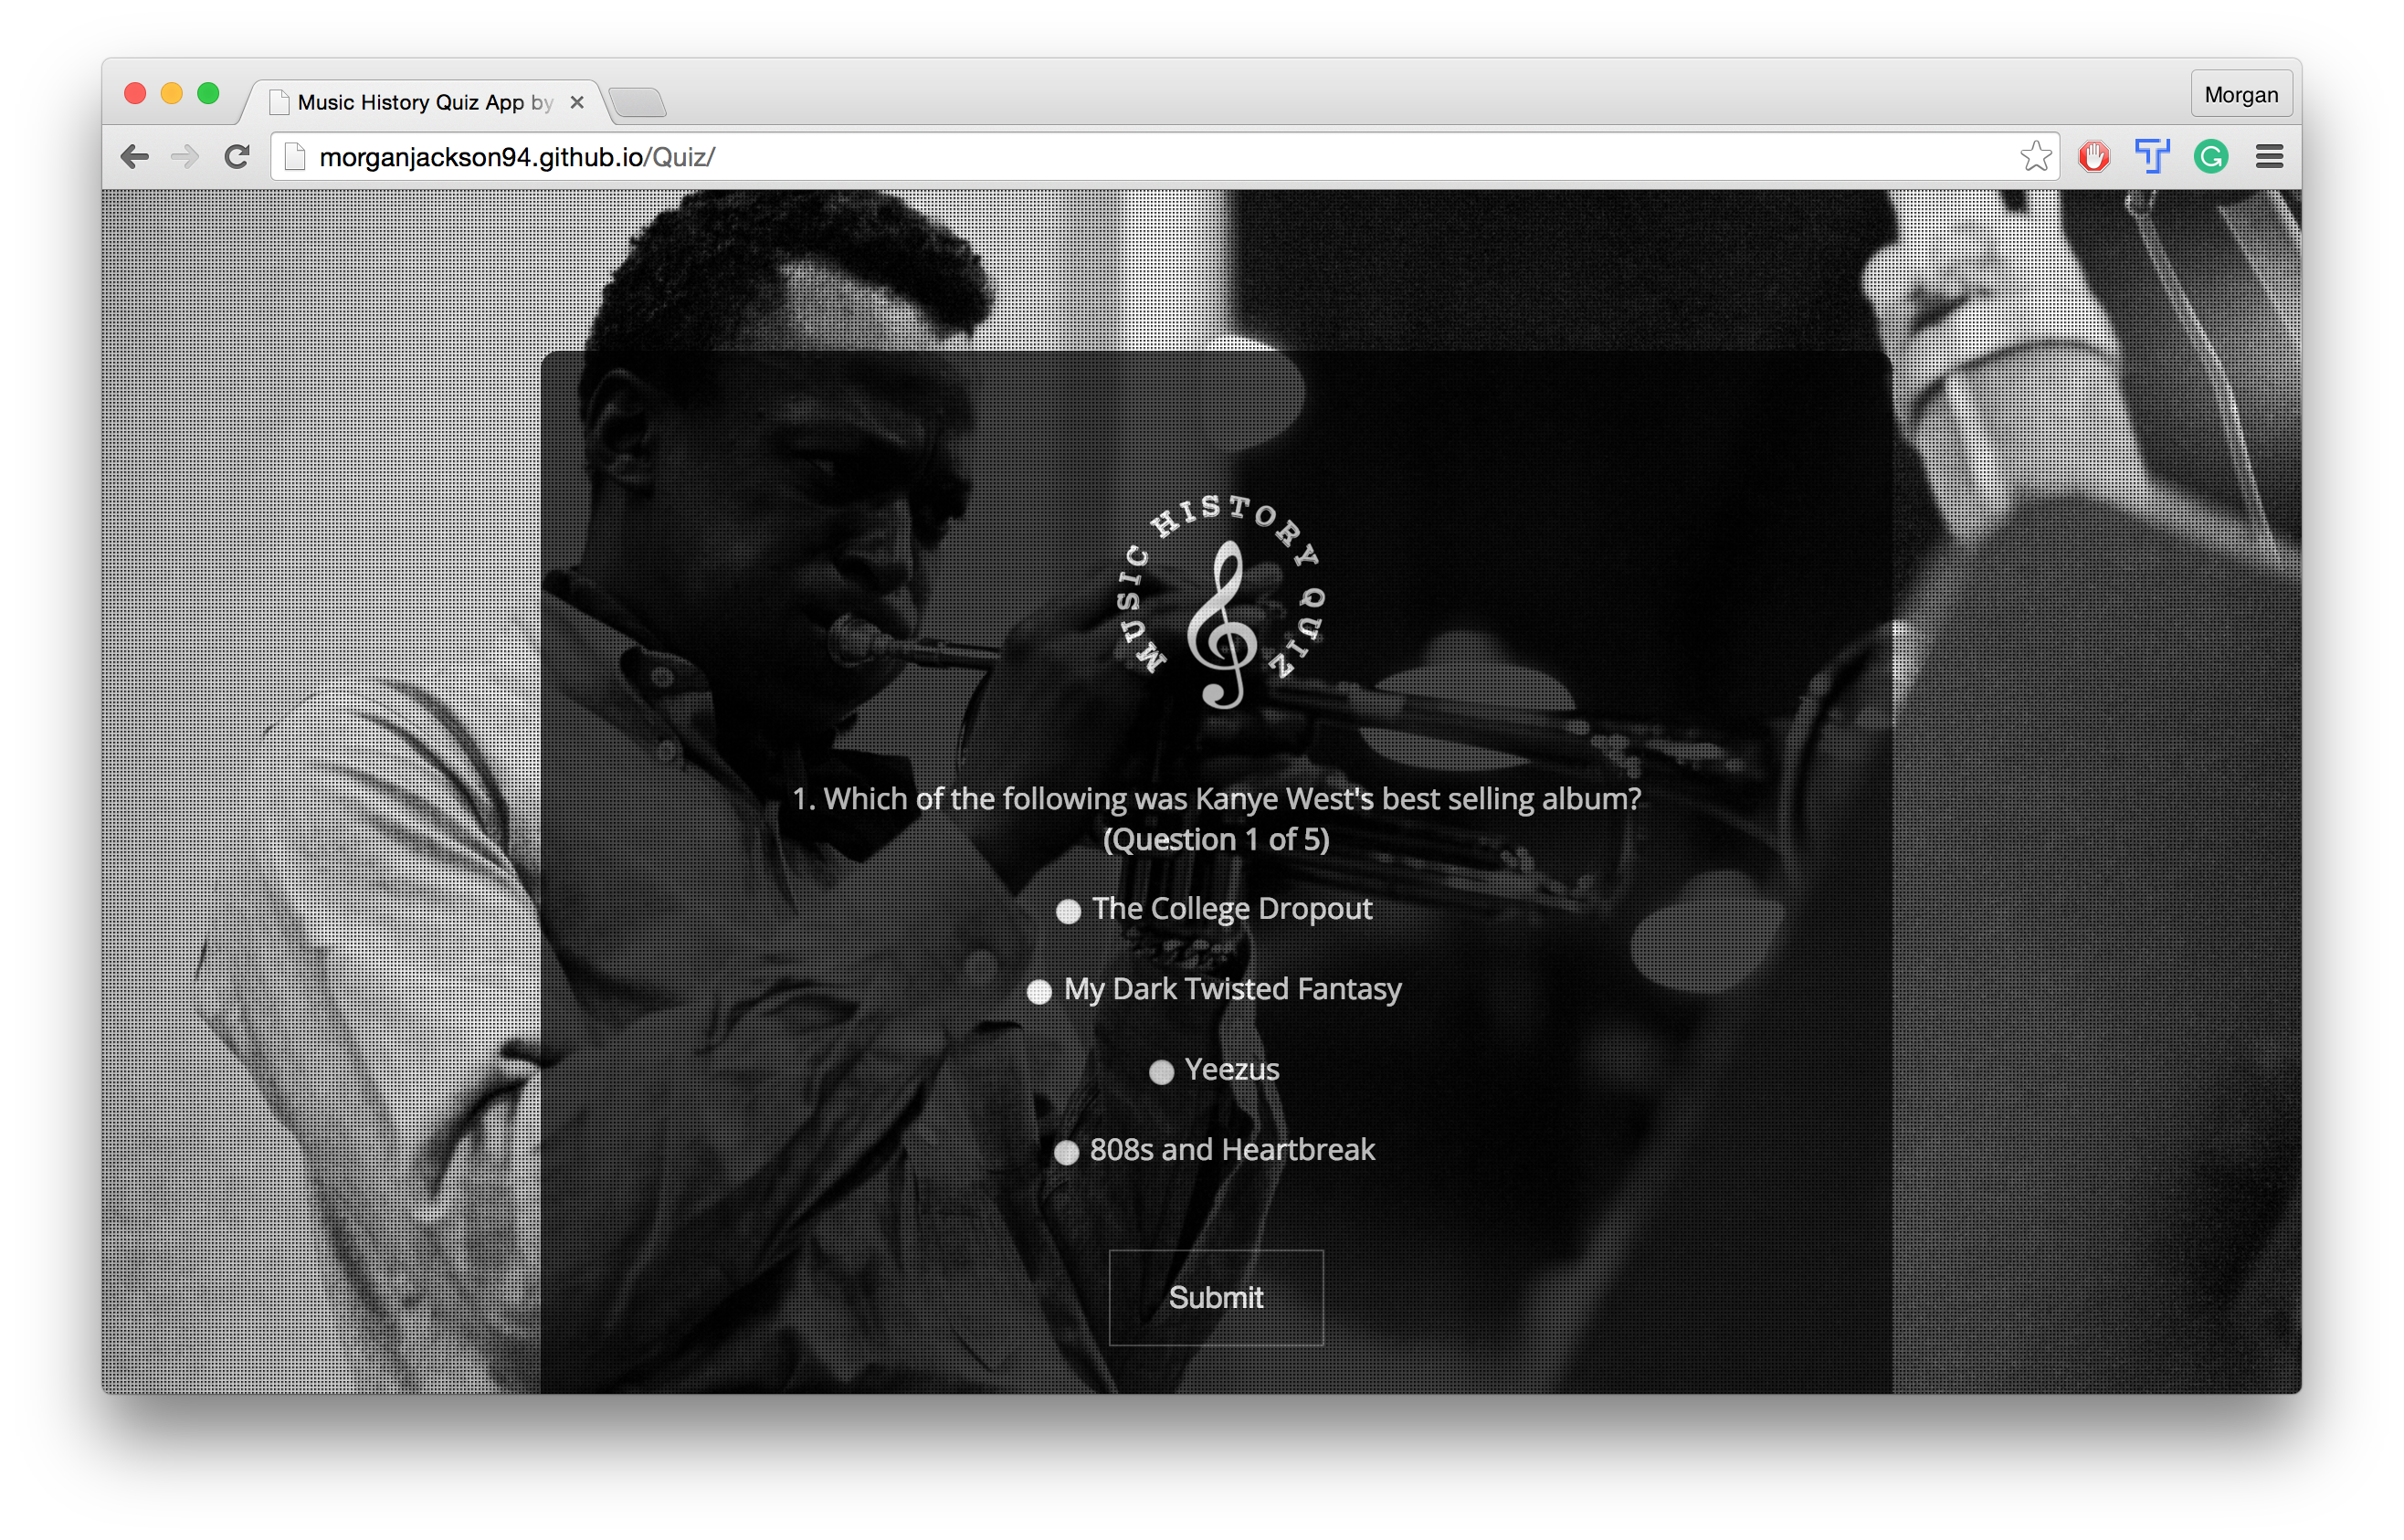 Music History Quiz App by
Morgan
morganjackson94.github.io/Quiz/
MUSIC HISTORY QUIZ
1. Which of the following was Kanye West's best selling album?
(Question 1 of 5)
The College Dropout
My Dark Twisted Fantasy
Yeezus
808s and Heartbreak
Submit